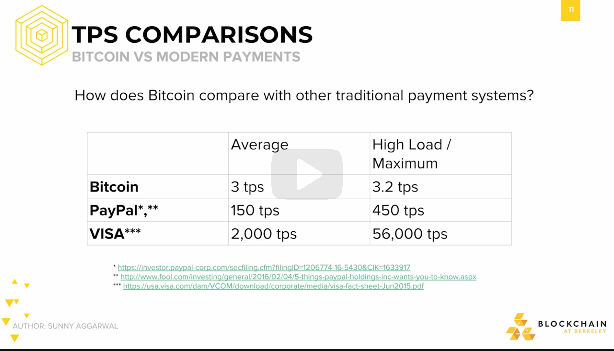 11
TPS COMPARISONS
BITCOIN VS MODERN PAYMENTS
How does Bitcoin compare with other traditional payment systems?
Average High Load /
Maximum
Bitcoin 3 tps 3.2 tps
PayPal*,** 150 tps 450 tps
VISA*** 2,000 tps 56,000 tps
* https://investor.paypal-corp.com/secfiling.cfm?filingID=1206774-16-5430&CIK=1633917
** http://www.fool.com/investing/general/2016/02/04/5-things-paypal-holdings-inc-wants-you-to-know.aspx
*** https://usa.visa.com/dam/VCOM/download/corporate/media/visa-fact-sheet-Jun2015.pdf
AUTHOR: SUNNY AGGARWAL
BLOCKCHAIN
AT BERKELEY